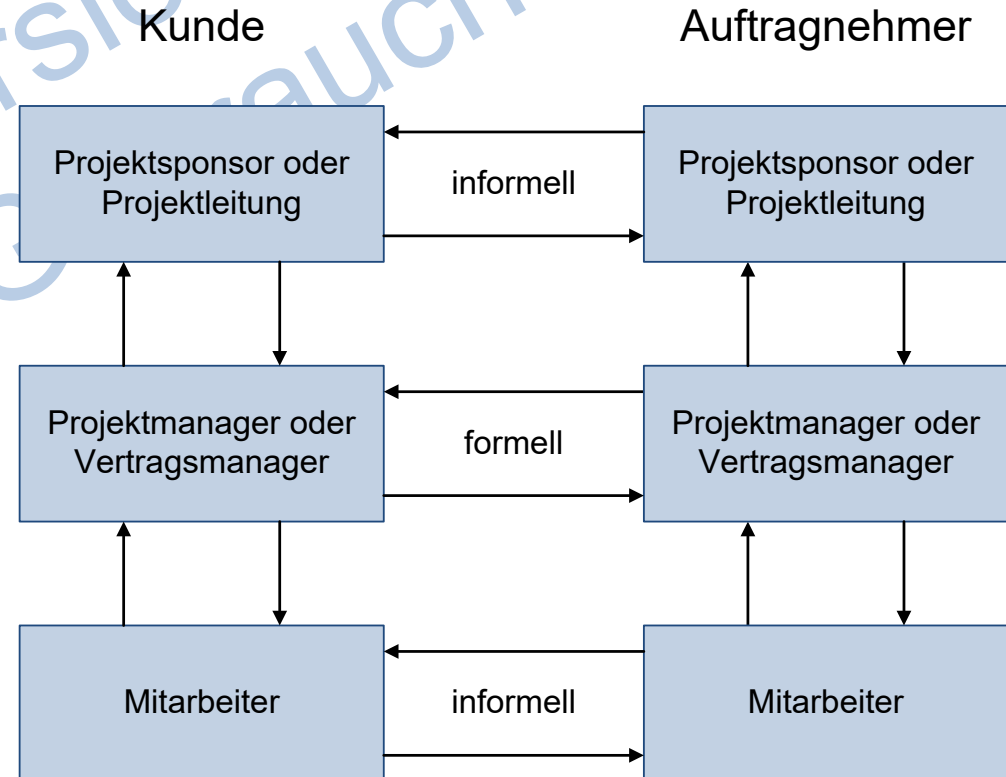 Kunde
Auftragnehmer
Projektsponsor oder
Projektleitung
informell
Projektsponsor oder
Projektleitung
Projektmanager oder
Vertragsmanager
formell
Projektmanager oder
Vertragsmanager
Mitarbeiter
informell
Mitarbeiter